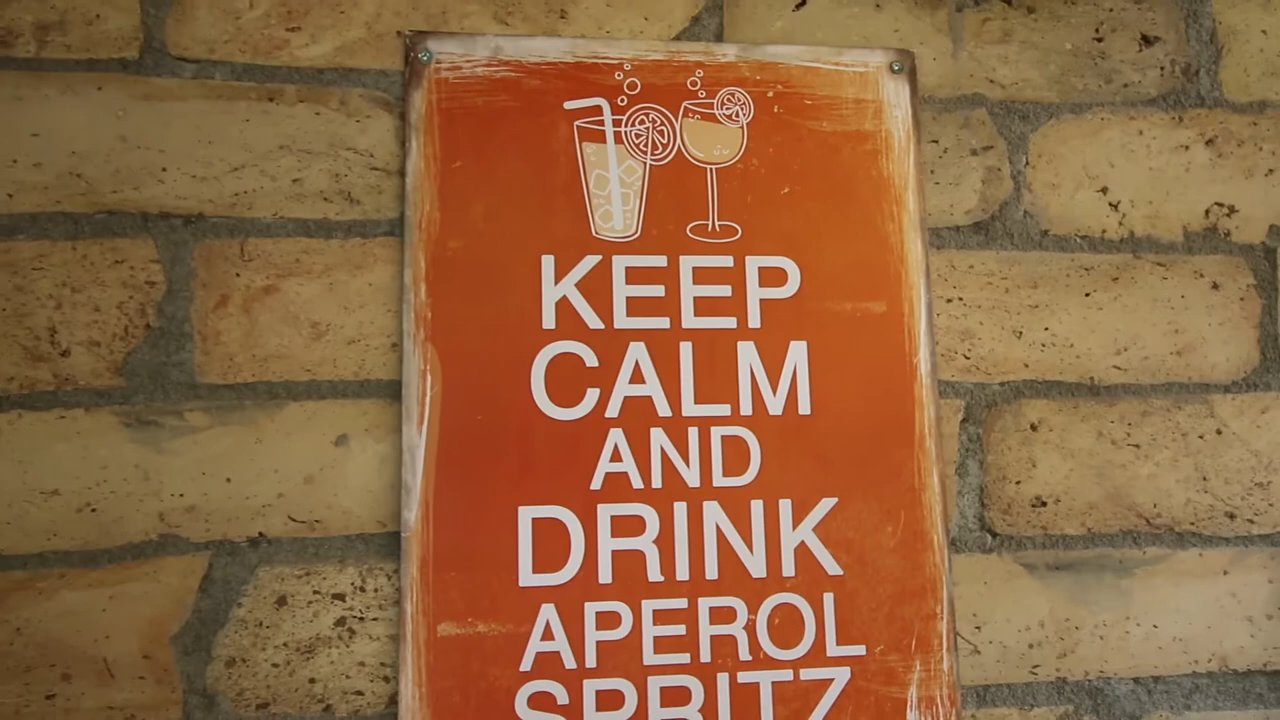 KEEP
CALM
AND
DRINK
APEROL
SPRITZ